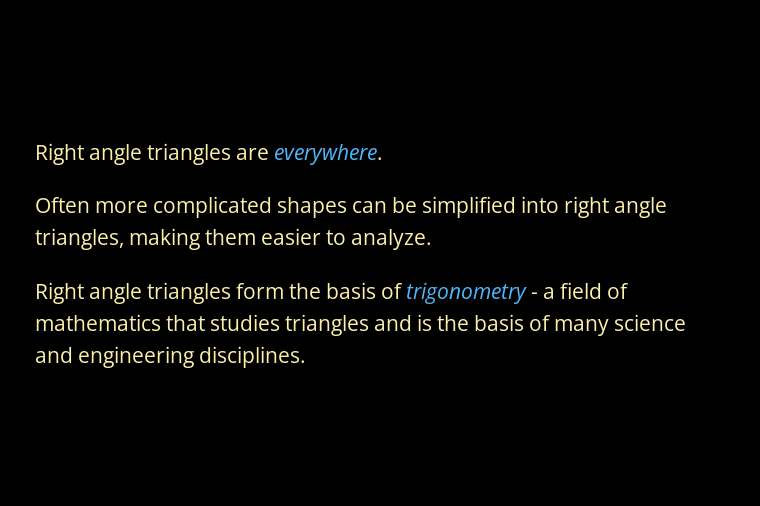 Right angle triangles are everywhere.
Often more complicated shapes can be simplified into right angle
triangles, making them easier to analyze.
Right angle triangles form the basis of trigonometry - a field of
mathematics that studies triangles and is the basis of many science
and engineering disciplines.